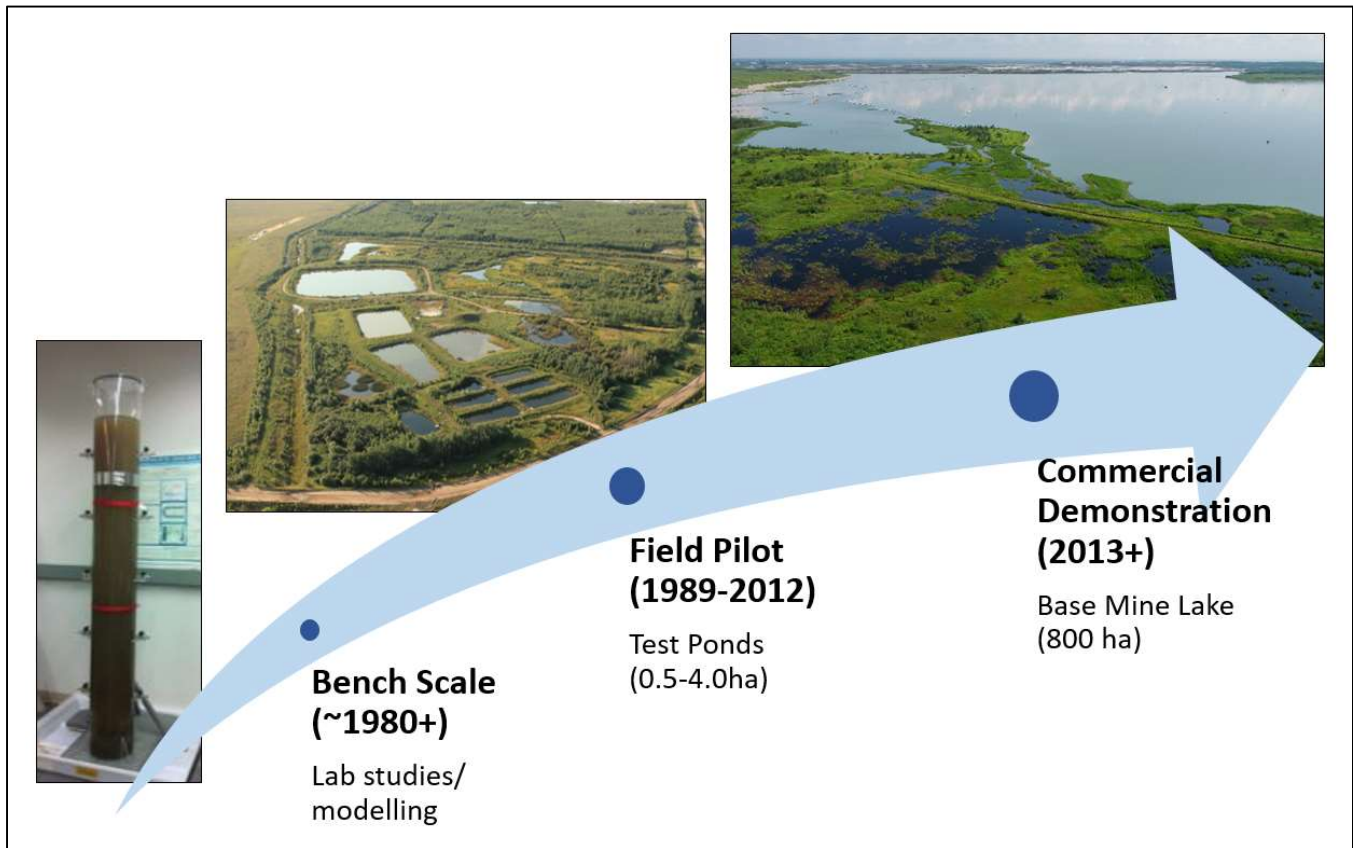 Bench Scale
(~1980+)
Lab studies/
modelling
Field Pilot
(1989-2012)
Test Ponds
(0.5-4.0ha)
Commercial
Demonstration
(2013+)
Base Mine Lake
(800 ha)